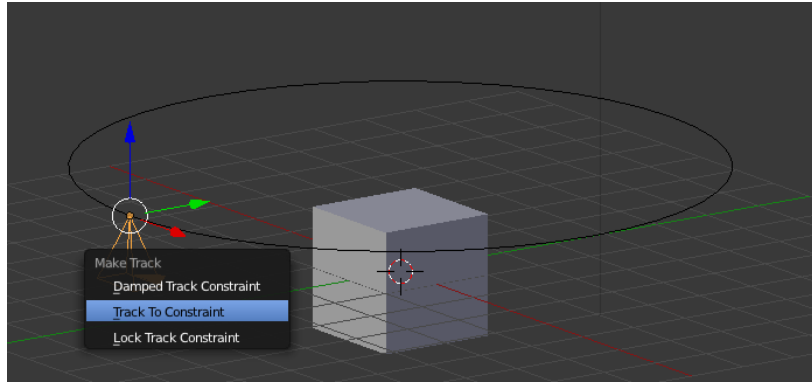 Make Track
Damped Track Constraint
Track To Constraint
Lock Track Constraint